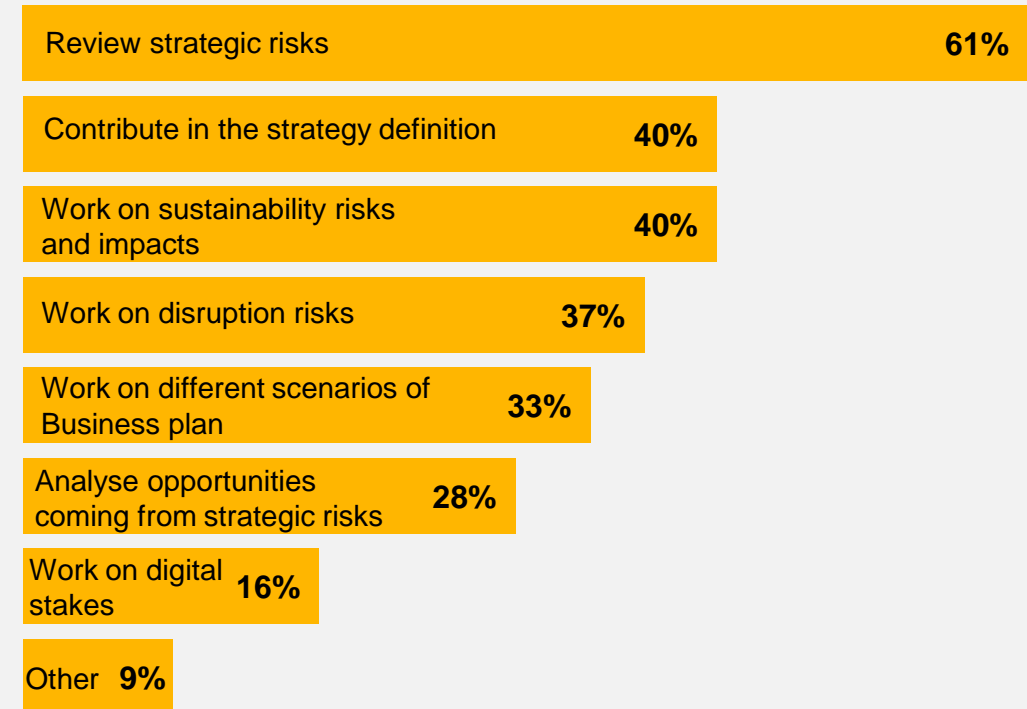 Review strategic risks 61%
Contribute in the strategy definition 40%
Work on sustainability risks
and impacts 40%
Work on disruption risks 37%
Work on different scenarios of
Business plan 33%
Analyse opportunities
coming from strategic risks 28%
Work on digital
stakes 16%
Other 9%